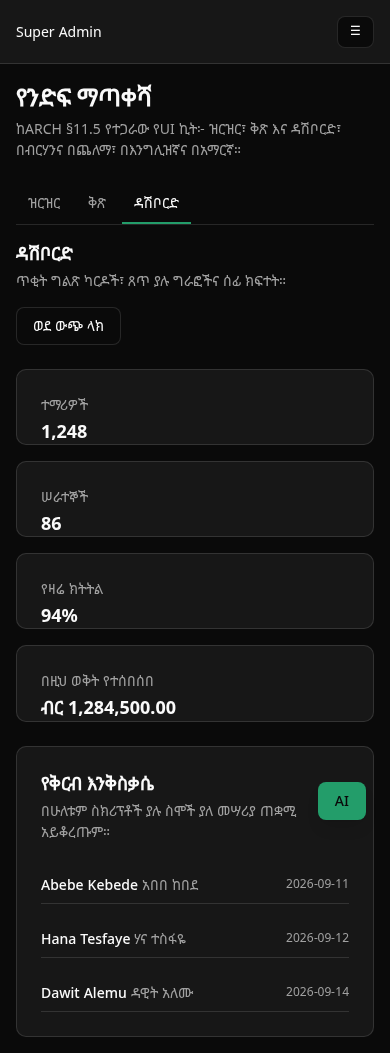 Super Admin
☰
የንድፍ ማጣቀሻ
ከARCH §11.5 የተጋራው የUI ኪት፦ ዝርዝር፣ ቅጽ እና ዳሽቦርድ፣
በብርሃንና በጨለማ፣ በእንግሊዝኛና በአማርኛ።
ዝርዝር ቅጽ ዳሽቦርድ
ዳሽቦርድ
ጥቂት ግልጽ ካርዶች፣ ጸጥ ያሉ ግራፎችና ሰፊ ክፍተት።
ወደ ውጭ ላክ
ተማሪዎች
1,248
ሠራተኞች
86
የዛሬ ክትትል
94%
በዚህ ወቅት የተሰበሰበ
ብር 1,284,500.00
የቅርብ እንቅስቃሴ
AI
በሁለቱም ስክሪፕቶች ያሉ ስሞች ያለ መሣሪያ ጠቋሚ
አይቆረጡም።
Abebe Kebede አበበ ከበደ 2026-09-11
Hana Tesfaye ሃና ተስፋዬ 2026-09-12
Dawit Alemu ዳዊት አለሙ 2026-09-14